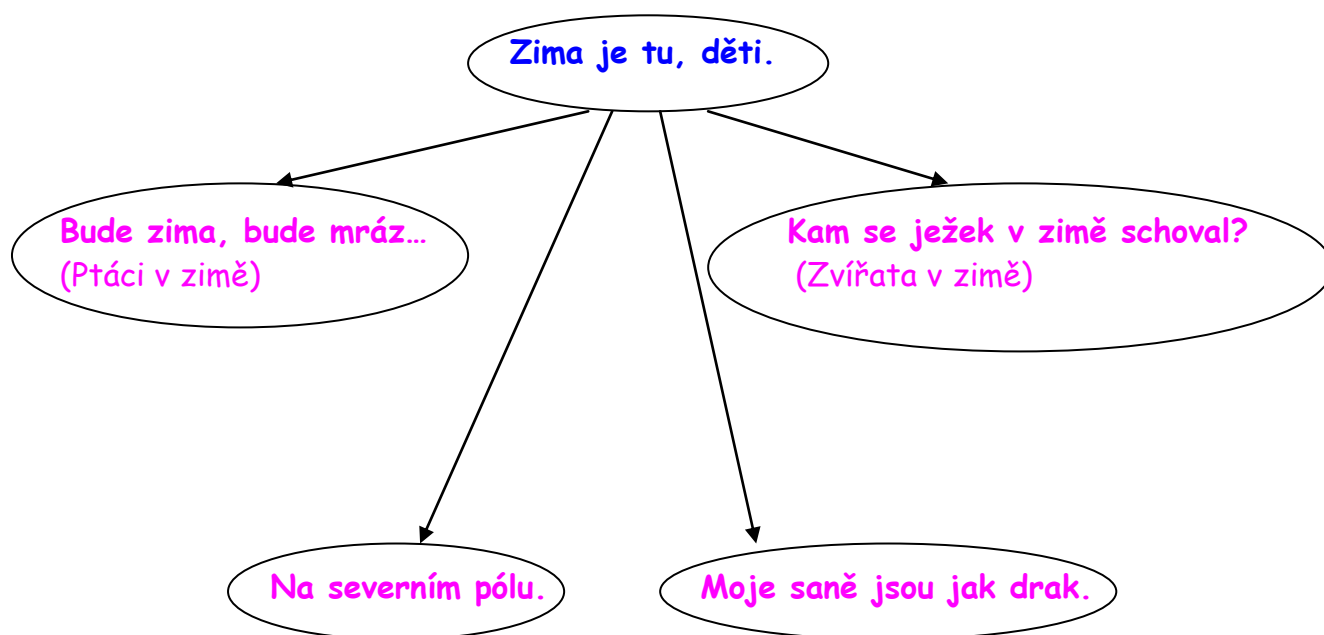 Zima je tu, děti.
Bude zima, bude mráz…
(Ptáci v zimě)
Kam se ježek v zimě schoval?
(Zvířata v zimě)
Na severním pólu.
Moje saně jsou jak drak.